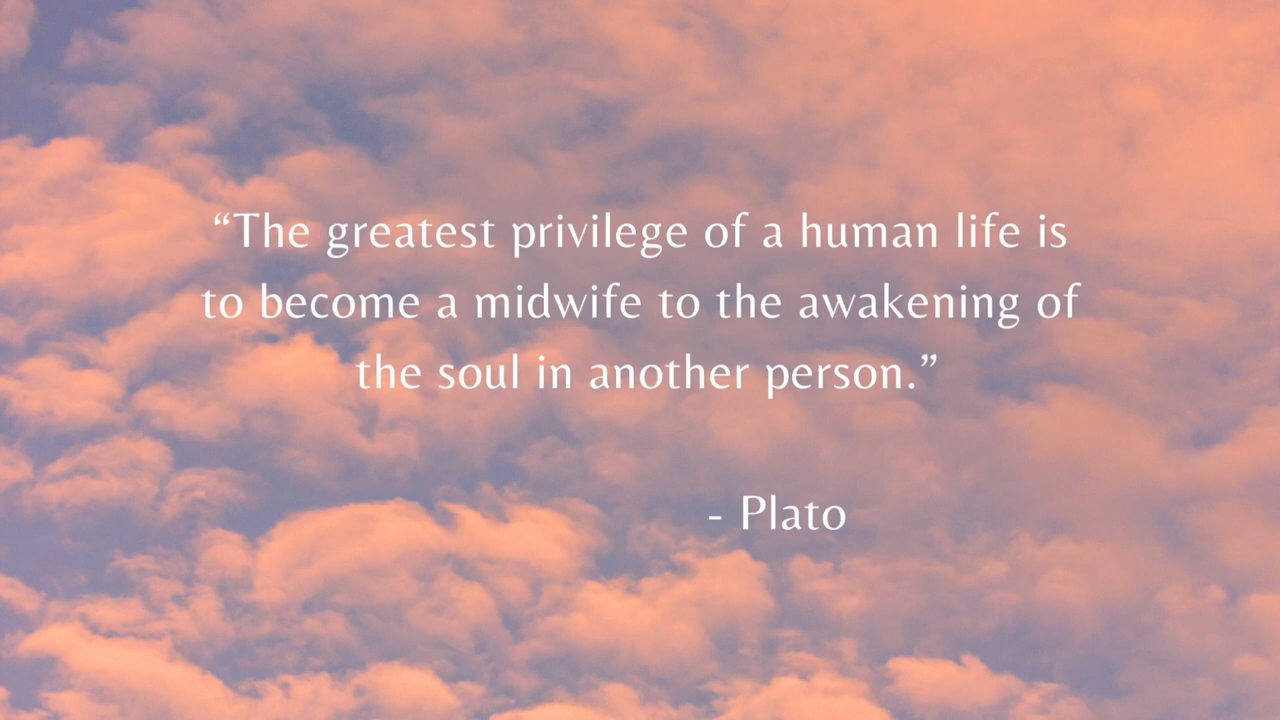 “The greatest privilege of a human life is
to become a midwife to the awakening of
the soul in another person.”
- Plato